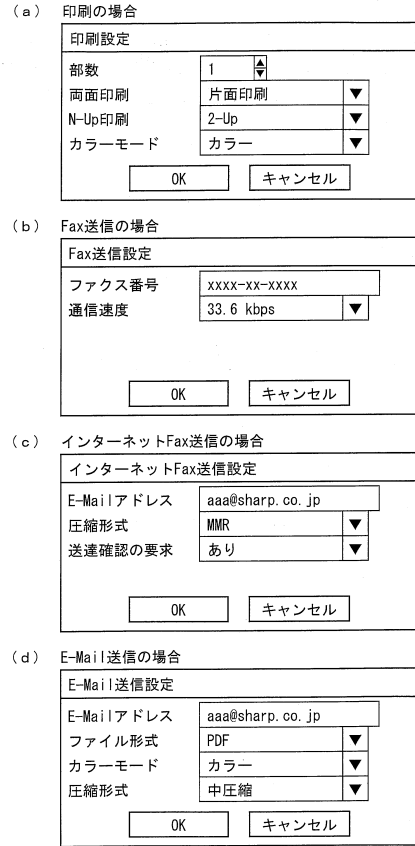 (a) 印刷の場合
印刷設定
部数 1
両面印刷 片面印刷 ▼
N-Up印刷 2-Up ▼
カラーモード カラー ▼
OK キャンセル
(b) Fax送信の場合
Fax送信設定
ファクス番号 xxxx-xx-xxxx
通信速度 33.6 kbps ▼
OK キャンセル
(c) インターネットFax送信の場合
インターネットFax送信設定
E-Mailアドレス aaa@sharp.co.jp
圧縮形式 MMR ▼
送達確認の要求 あり ▼
OK キャンセル
(d) E-Mail送信の場合
E-Mail送信設定
E-Mailアドレス aaa@sharp.co.jp
ファイル形式 PDF ▼
カラーモード カラー ▼
圧縮形式 中圧縮 ▼
OK キャンセル